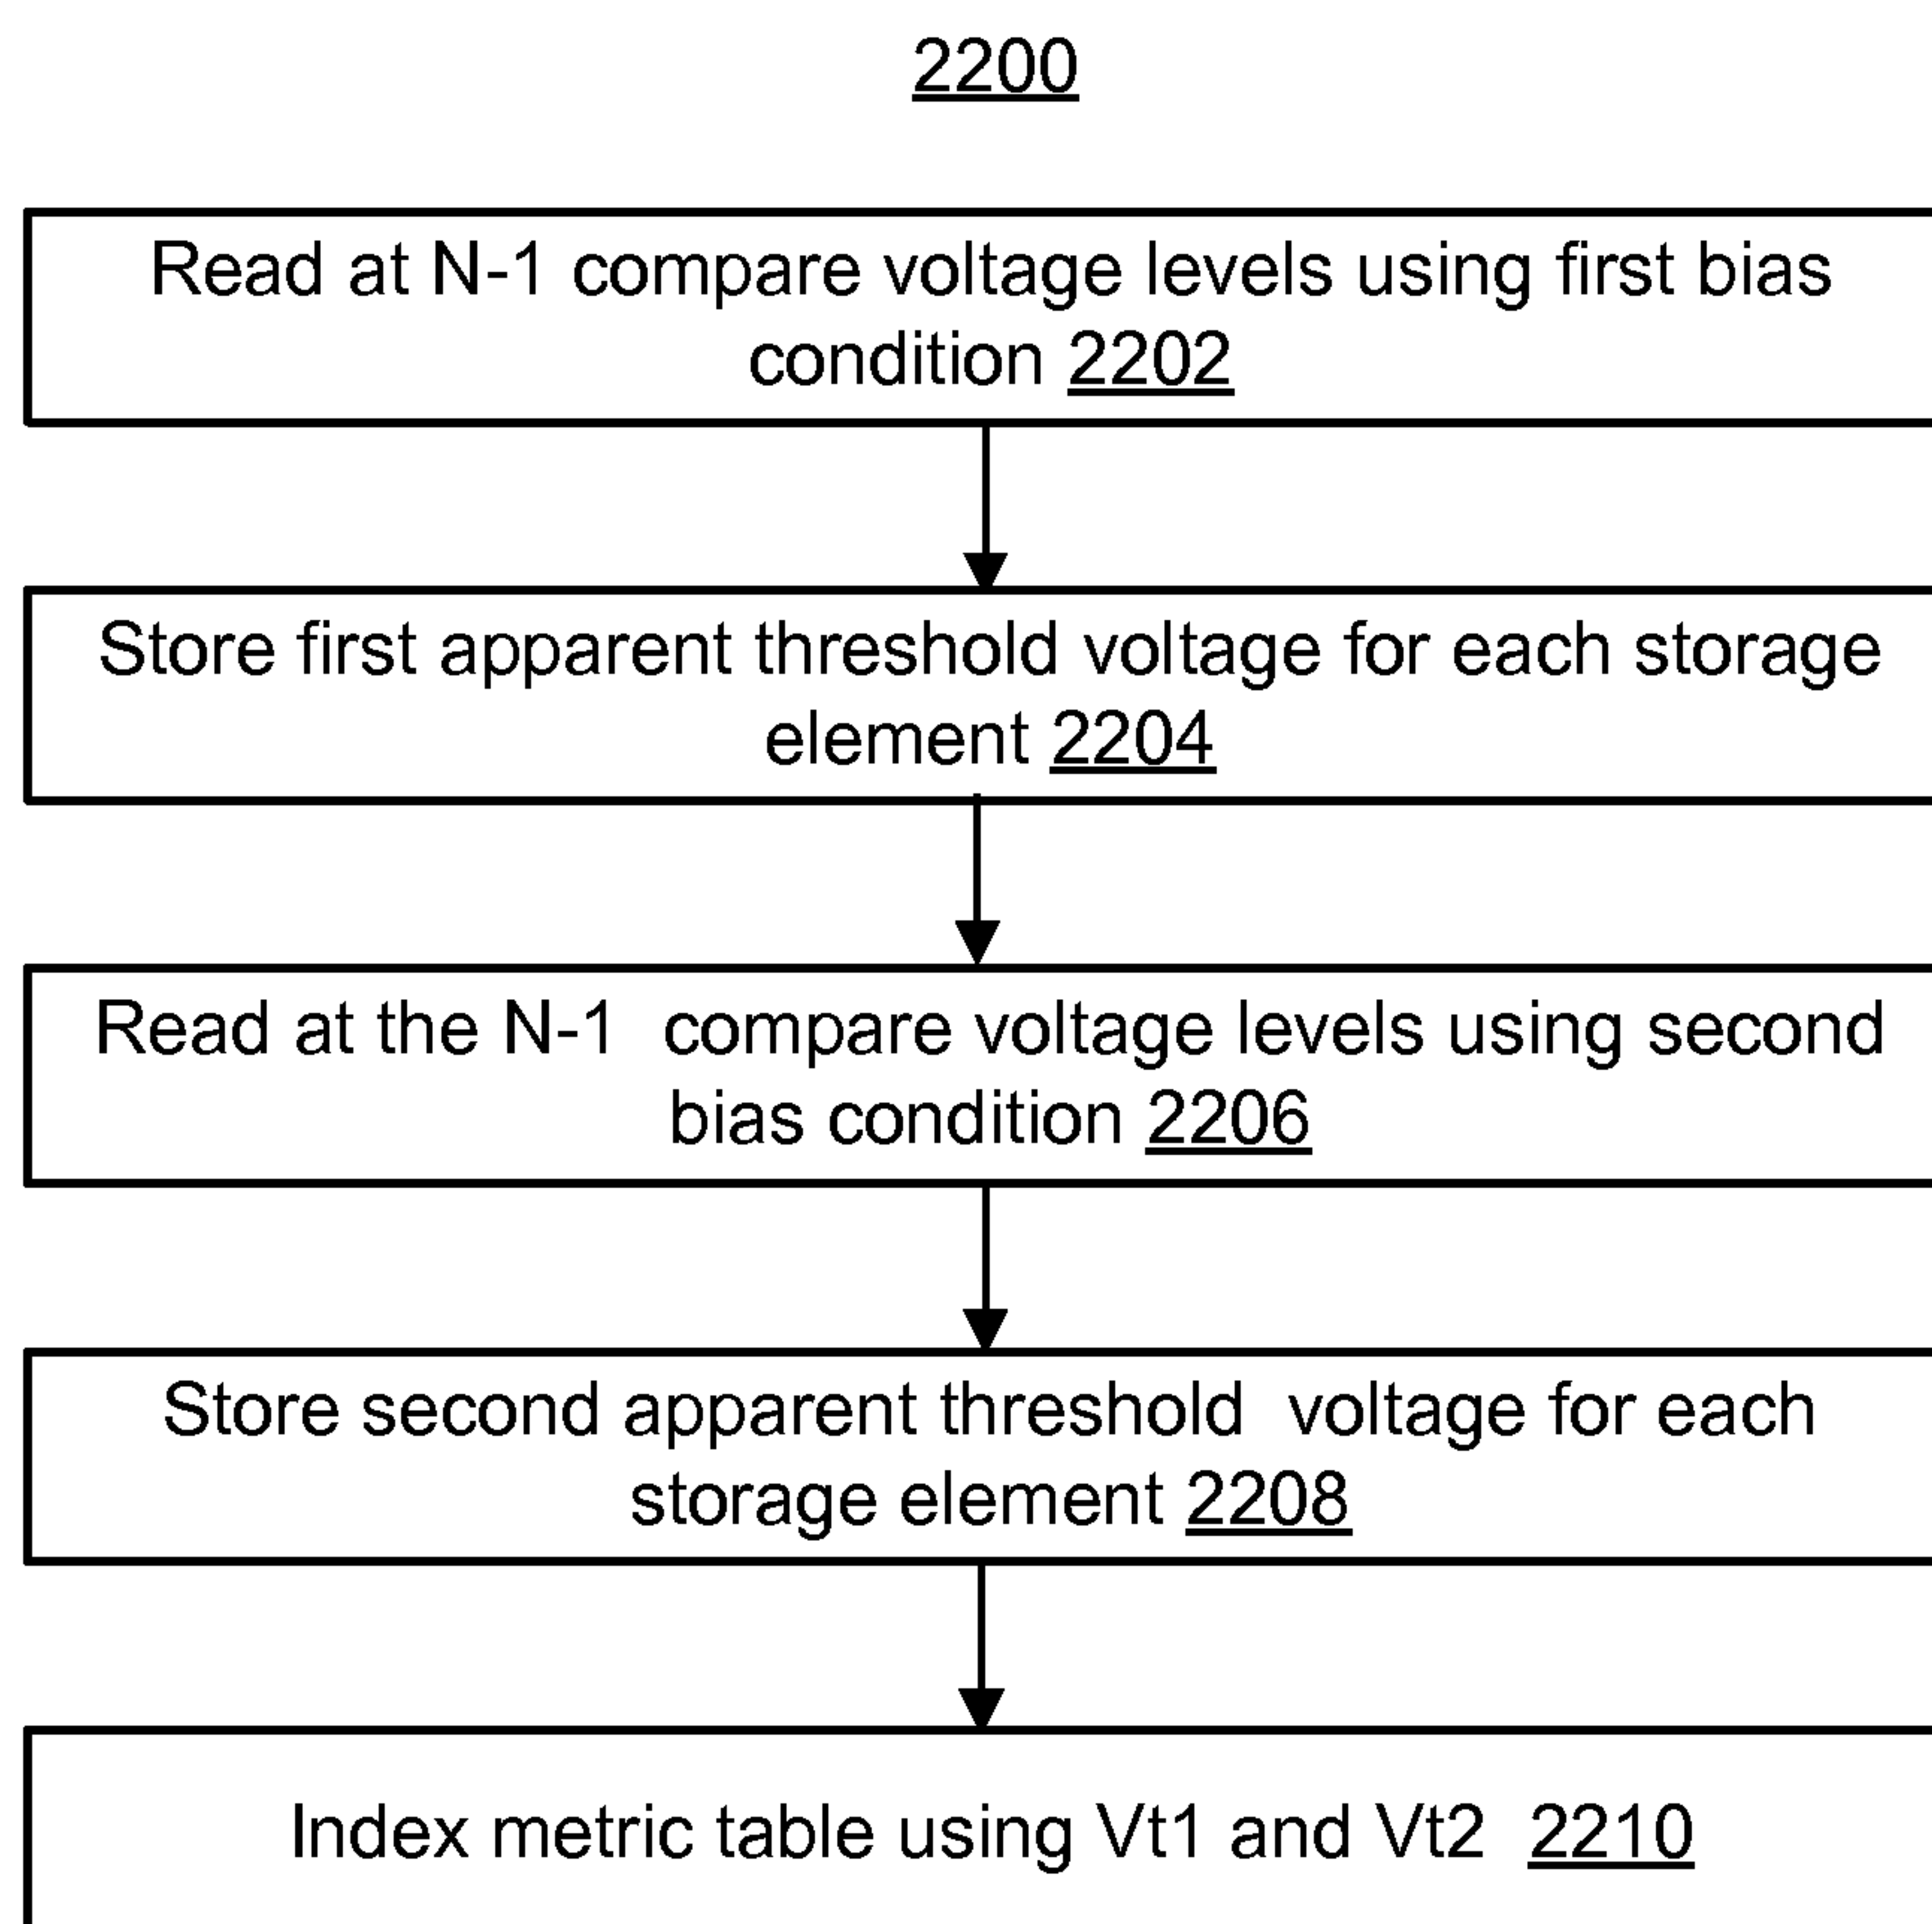 2200
Read at N-1 compare voltage levels using first bias
condition 2202
Store first apparent threshold voltage for each storage
element 2204
Read at the N-1 compare voltage levels using second
bias condition 2206
Store second apparent threshold voltage for each
storage element 2208
Index metric table using Vt1 and Vt2 2210